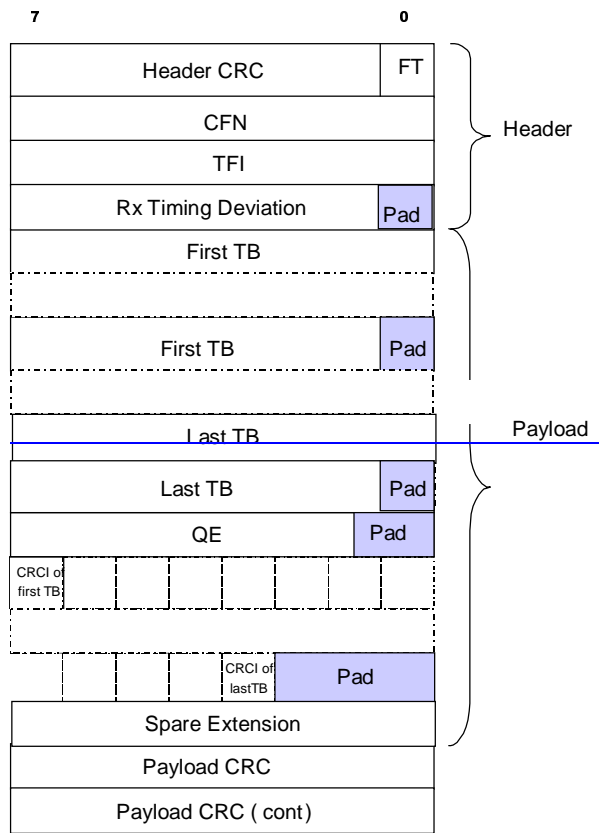 7 0
Header CRC FT
CFN
Header
TFI
Rx Timing Deviation Pad
First TB
First TB Pad
Last TB
Payload
Last TB Pad
QE Pad
CRCI of
first TB
CRCI of
lastTB
Pad
Spare Extension
Payload CRC
Payload CRC ( cont)